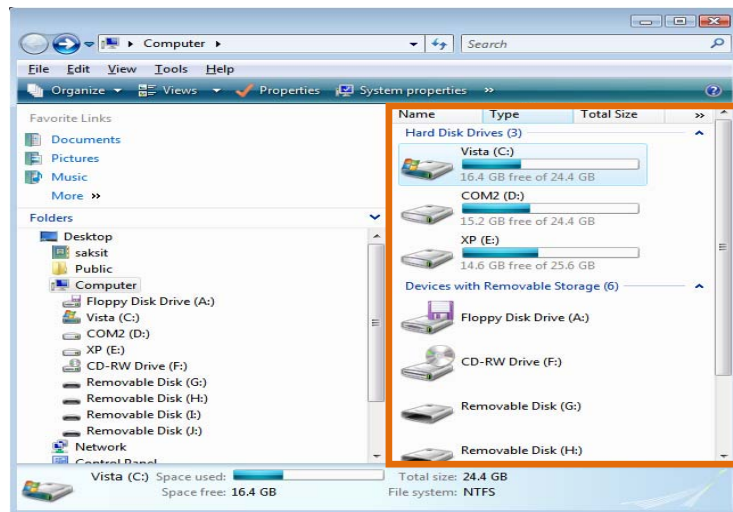 Computer
Search
File Edit View Tools Help
Organize Views Properties System properties »
Favorite Links
Documents
Pictures
Music
More »
Folders
Desktop
saksit
Public
Computer
Floppy Disk Drive (A:)
Vista (C:)
COM2 (D:)
XP (E:)
CD-RW Drive (F:)
Removable Disk (G:)
Removable Disk (H:)
Removable Disk (I:)
Removable Disk (J:)
Network
Control Panel
Name Type Total Size »
Hard Disk Drives (3)
Vista (C:)
16.4 GB free of 24.4 GB
COM2 (D:)
15.2 GB free of 24.4 GB
XP (E:)
14.6 GB free of 25.6 GB
Devices with Removable Storage (6)
Floppy Disk Drive (A:)
CD-RW Drive (F:)
Removable Disk (G:)
Removable Disk (H:)
Vista (C:) Space used: Total size: 24.4 GB
Space free: 16.4 GB File system: NTFS